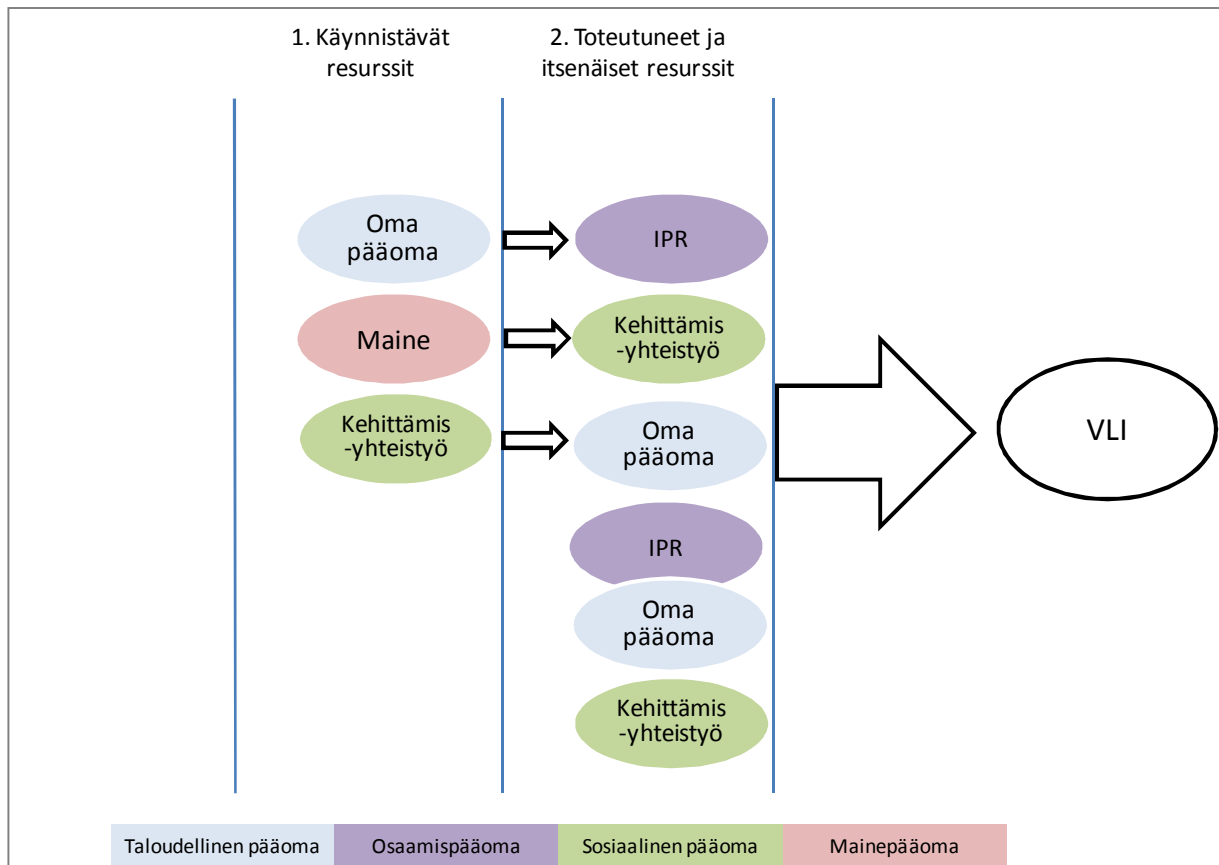 1. Käynnistävät
resurssit
2. Toteutuneet ja
itsenäiset resurssit
Oma
pääoma
IPR
Maine
Kehittämis
-yhteistyö
Kehittämis
-yhteistyö
Oma
pääoma
VLI
IPR
Oma
pääoma
Kehittämis
-yhteistyö
Taloudellinen pääoma
Osaamispääoma
Sosiaalinen pääoma
Mainepääoma